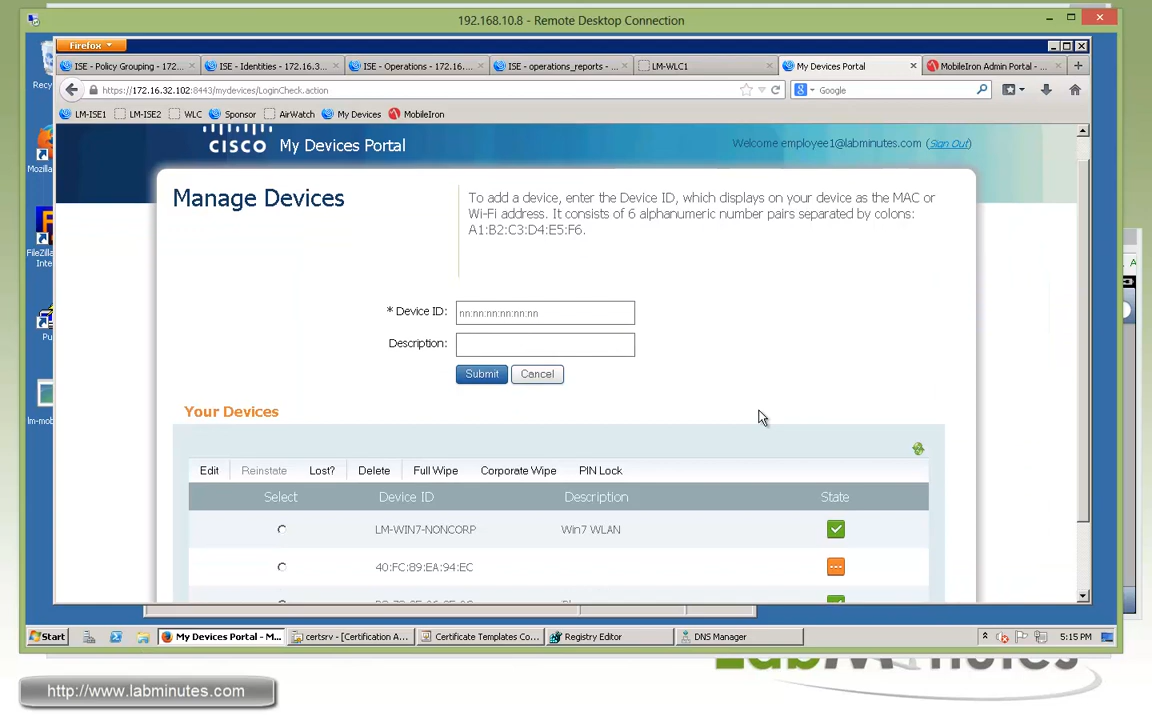 192.168.10.8 - Remote Desktop Connection
Firefox
ISE - Policy Grouping - 172...
ISE - Identities - 172.16.3...
ISE - Operations - 172.16....
ISE - operations_reports - ...
LM-WLC1
My Devices Portal
MobileIron Admin Portal - ...
https://172.16.32.102:8443/mydevices/LoginCheck.action
Google
LM-ISE1
LM-ISE2
WLC
Sponsor
AirWatch
My Devices
MobileIron
CISCO My Devices Portal
Welcome employee1@labminutes.com (Sign Out)
Manage Devices
To add a device, enter the Device ID, which displays on your device as the MAC or
Wi-Fi address. It consists of 6 alphanumeric number pairs separated by colons:
A1:B2:C3:D4:E5:F6.
* Device ID: nn:nn:nn:nn:nn:nn
Description:
Submit Cancel
Your Devices
Edit Reinstate Lost? Delete Full Wipe Corporate Wipe PIN Lock
Select Device ID Description State
LM-WIN7-NONCORP Win7 WLAN
40:FC:89:EA:94:EC
Recy
Mozilla
FileZilla
Inte
Pu
lm-mob
Start
My Devices Portal - M...
certsrv - [Certification A...
Certificate Templates Co...
Registry Editor
DNS Manager
5:15 PM
LabMinutes
http://www.labminutes.com